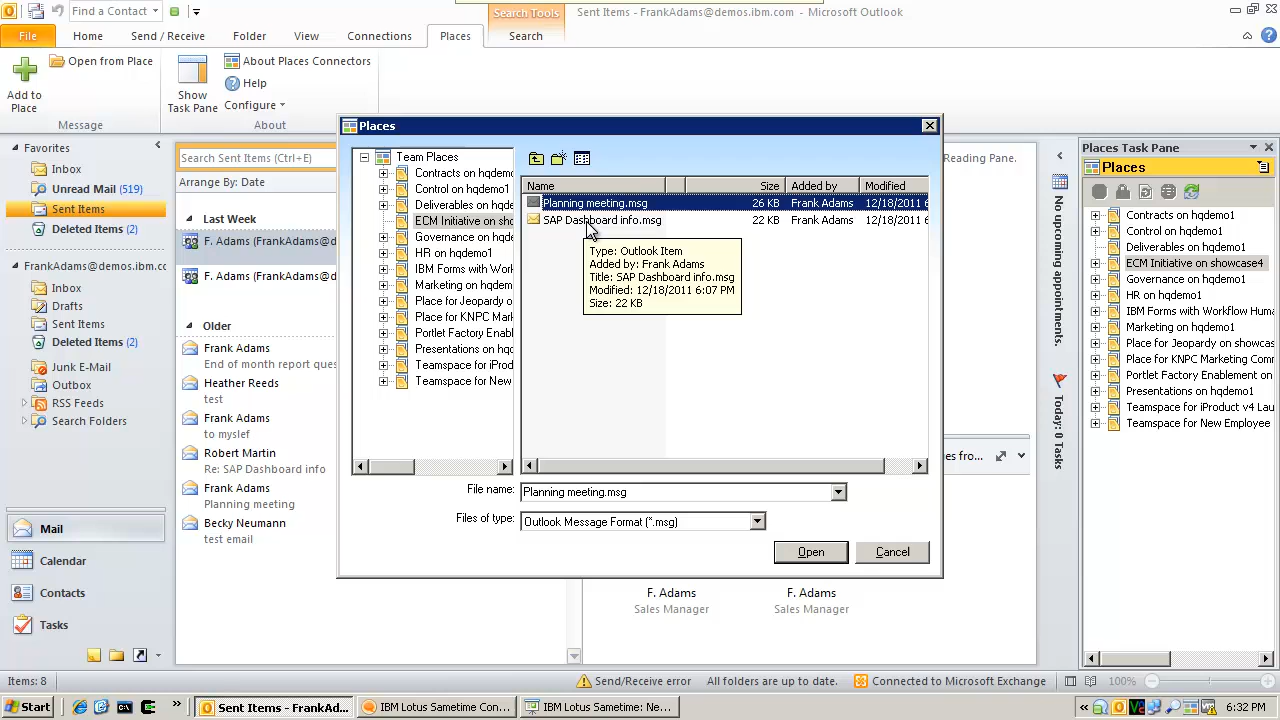 Find a Contact
Search Tools
Sent Items - FrankAdams@demos.ibm.com - Microsoft Outlook
File
Home
Send / Receive
Folder
View
Connections
Places
Search
Add to
Place
Open from Place
Message
Show
Task Pane
About Places Connectors
Help
Configure
About
Favorites
Inbox
Unread Mail (519)
Sent Items
Deleted Items (2)
FrankAdams@demos.ibm.co
Inbox
Drafts
Sent Items
Deleted Items (2)
Junk E-Mail
Outbox
RSS Feeds
Search Folders
Mail
Calendar
Contacts
Tasks
Search Sent Items (Ctrl+E)
Arrange By: Date
Last Week
F. Adams (FrankAdams@d
F. Adams (FrankAdams@d
Older
Frank Adams
End of month report ques
Heather Reeds
test
Frank Adams
to myslef
Robert Martin
Re: SAP Dashboard info
Frank Adams
Planning meeting
Becky Neumann
test email
Places
Team Places
Contracts on hqdemo
Control on hqdemo1
Deliverables on hqdem
ECM Initiative on sho
Governance on hq
HR on hqdemo1
IBM Forms with Work
Marketing on hqdemo
Place for Jeopardy o
Place for KNPC Mar
Portlet Factory Enabl
Presentations on hqd
Teamspace for iProd
Teamspace for New
Name Size Added by Modified
Planning meeting.msg 26 KB Frank Adams 12/18/2011 6
SAP Dashboard info.msg 22 KB Frank Adams 12/18/2011 6
Type: Outlook Item
Added by: Frank Adams
Title: SAP Dashboard info.msg
Modified: 12/18/2011 6:07 PM
Size: 22 KB
File name: Planning meeting.msg
Files of type: Outlook Message Format (*.msg)
Open
Cancel
Reading Pane.
es fro...
F. Adams
Sales Manager
F. Adams
Sales Manager
No upcoming appointments.
Today: 0 Tasks
Places Task Pane
Places
Contracts on hqdemo1
Control on hqdemo1
Deliverables on hqdemo1
ECM Initiative on showcase4
Governance on hqdemo1
HR on hqdemo1
IBM Forms with Workflow Huma
Marketing on hqdemo1
Place for Jeopardy on showcas
Place for KNPC Marketing Comm
Portlet Factory Enablement on
Presentations on hqdemo1
Teamspace for iProduct v4 Lau
Teamspace for New Employee
Items: 8
Send/Receive error
All folders are up to date.
Connected to Microsoft Exchange
100%
Start
Sent Items - FrankAd...
IBM Lotus Sametime Con...
IBM Lotus Sametime: Ne...
6:32 PM